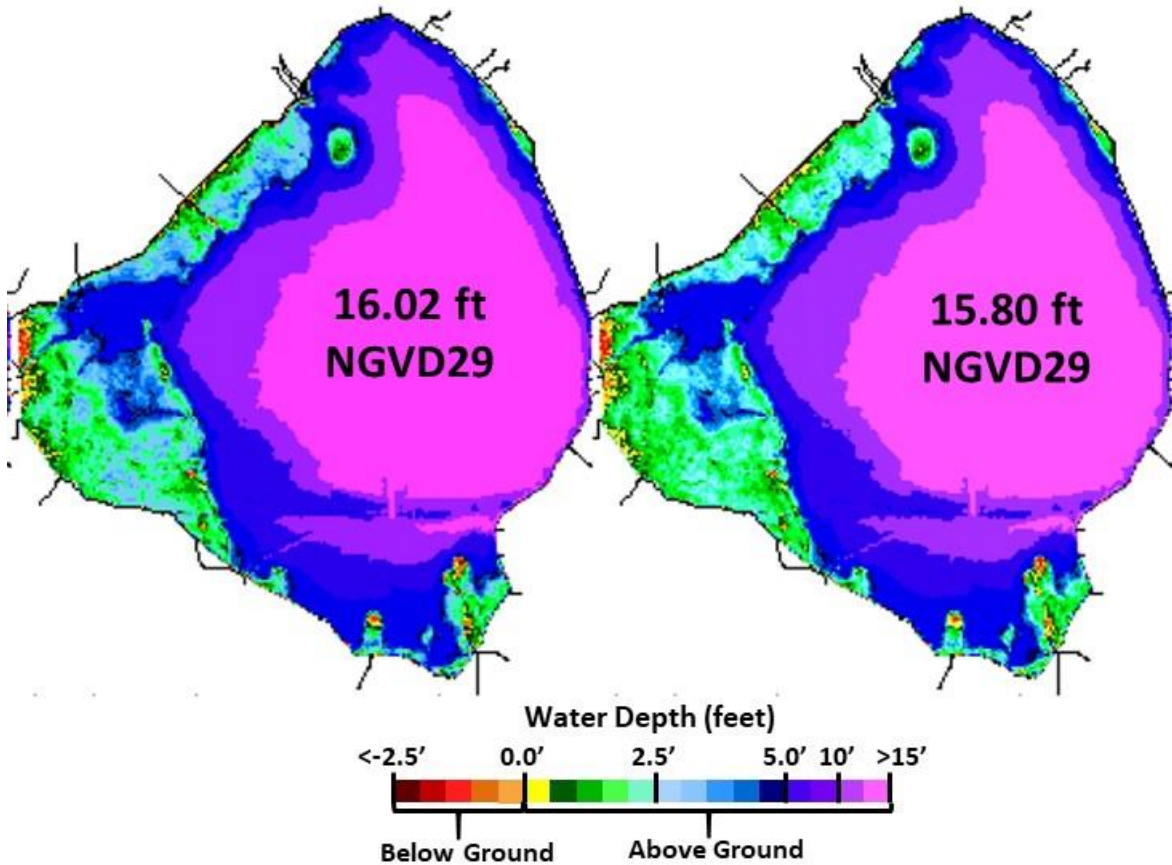 16.02 ft
NGVD29
15.80 ft
NGVD29
Water Depth (feet)
<-2.5’ 0.0’ 2.5’ 5.0’ 10’ >15’
Below Ground Above Ground